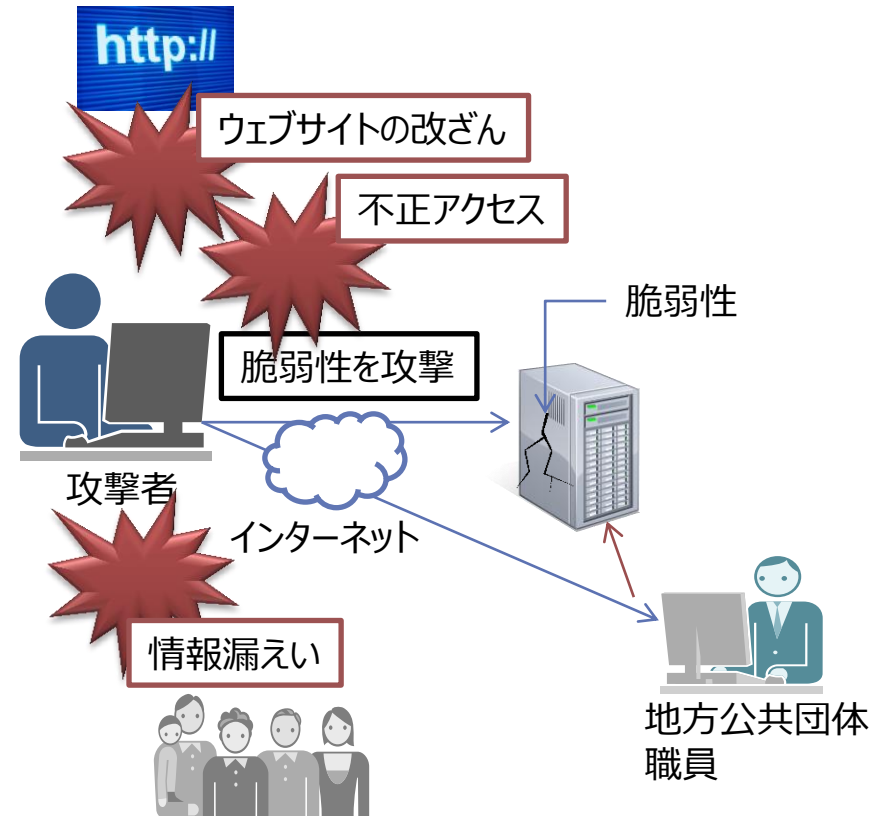 http://
ウェブサイトの改ざん
不正アクセス
脆弱性
脆弱性を攻撃
攻撃者
インターネット
情報漏えい
地方公共団体
職員